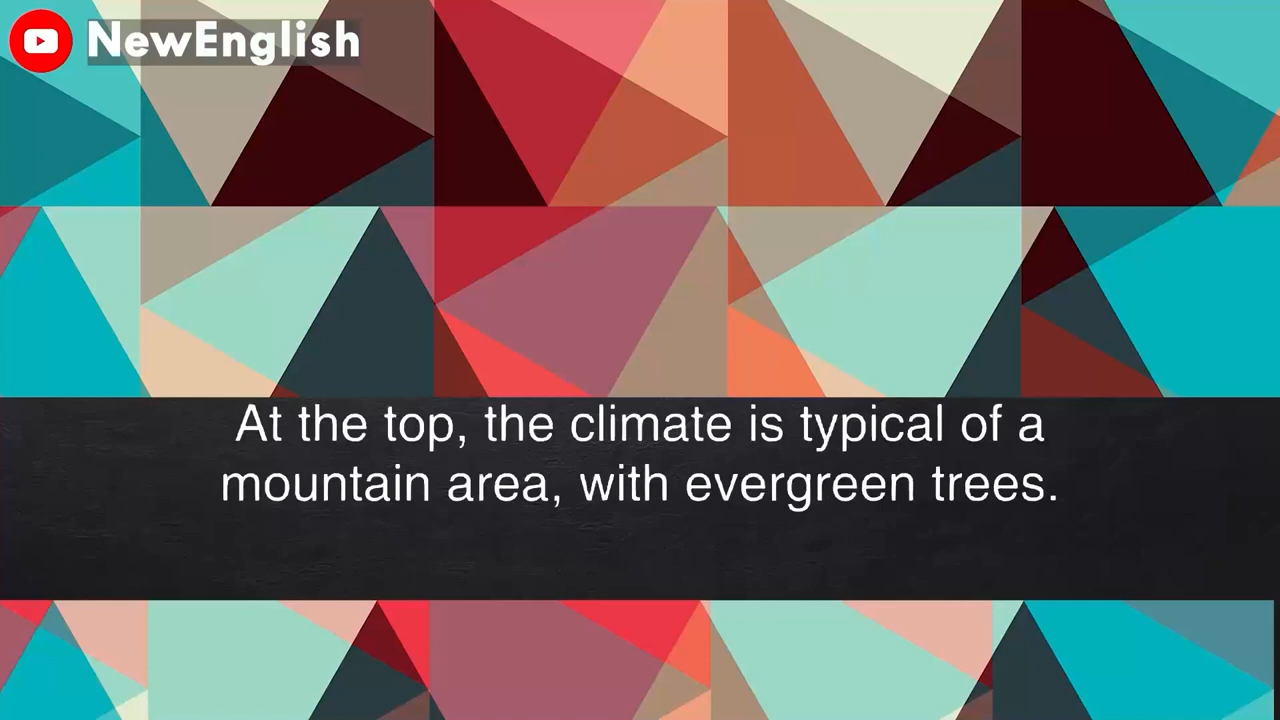 NewEnglish
At the top, the climate is typical of a
mountain area, with evergreen trees.